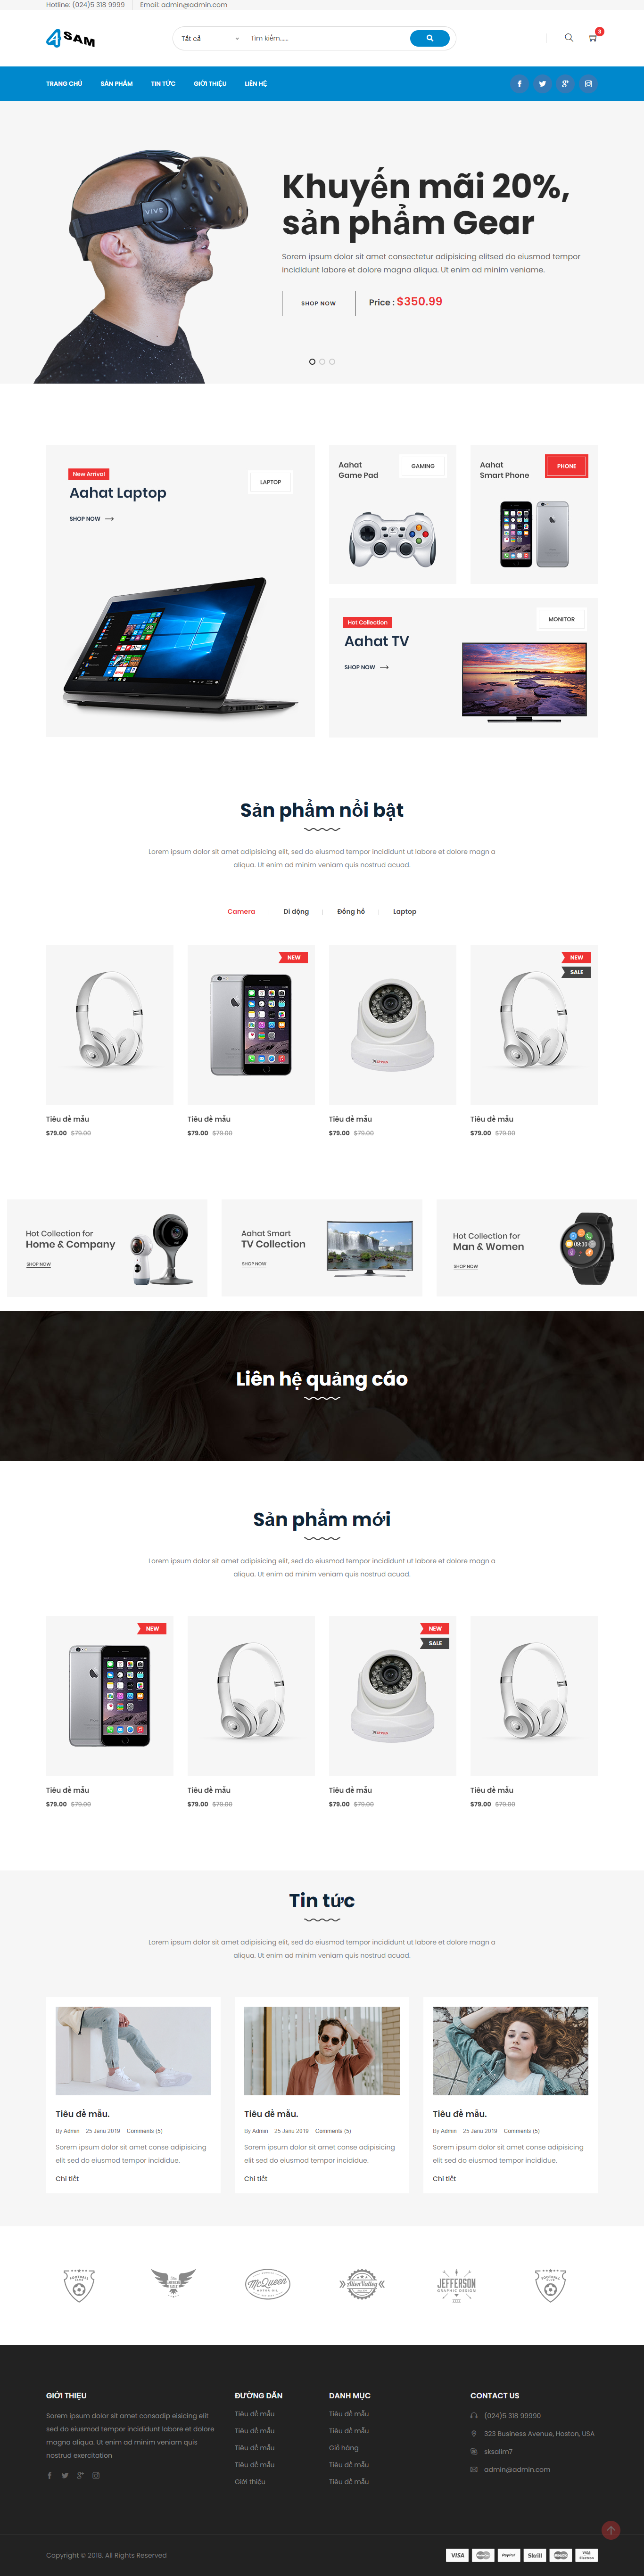 Hotline: (024)5 318 9999
Email: admin@admin.com
4SAM
Tất cả
Tìm kiếm.....
3
TRANG CHỦ
SẢN PHẨM
TIN TỨC
GIỚI THIỆU
LIÊN HỆ
VIVE
Khuyến mãi 20%,
sản phẩm Gear
Sorem ipsum dolor sit amet consectetur adipisicing elitsed do eiusmod tempor
incididunt labore et dolore magna aliqua. Ut enim ad minim veniame.
SHOP NOW
Price : $350.99
New Arrival
Aahat Laptop
SHOP NOW
LAPTOP
Aahat
Game Pad
GAMING
Aahat
Smart Phone
PHONE
Hot Collection
Aahat TV
SHOP NOW
MONITOR
Sản phẩm nổi bật
Lorem ipsum dolor sit amet adipisicing elit, sed do eiusmod tempor incididunt ut labore et dolore magn a
aliqua. Ut enim ad minim veniam quis nostrud acuad.
Camera
Di dộng
Đồng hồ
Laptop
NEW
NEW
SALE
Tiêu đề mẫu
$79.00 $79.00
Tiêu đề mẫu
$79.00 $79.00
Tiêu đề mẫu
$79.00 $79.00
Tiêu đề mẫu
$79.00 $79.00
Hot Collection for
Home & Company
SHOP NOW
Aahat Smart
TV Collection
SHOP NOW
Hot Collection for
Man & Women
SHOP NOW
09:30
Liên hệ quảng cáo
Sản phẩm mới
Lorem ipsum dolor sit amet adipisicing elit, sed do eiusmod tempor incididunt ut labore et dolore magn a
aliqua. Ut enim ad minim veniam quis nostrud acuad.
NEW
NEW
SALE
Tiêu đề mẫu
$79.00 $79.00
Tiêu đề mẫu
$79.00 $79.00
Tiêu đề mẫu
$79.00 $79.00
Tiêu đề mẫu
$79.00 $79.00
Tin tức
Lorem ipsum dolor sit amet adipisicing elit, sed do eiusmod tempor incididunt ut labore et dolore magn a
aliqua. Ut enim ad minim veniam quis nostrud acuad.
Tiêu đề mẫu.
By Admin 25 Janu 2019 Comments (5)
Sorem ipsum dolor sit amet conse adipisicing
elit sed do eiusmod tempor incididue.
Chi tiết
Tiêu đề mẫu.
By Admin 25 Janu 2019 Comments (5)
Sorem ipsum dolor sit amet conse adipisicing
elit sed do eiusmod tempor incididue.
Chi tiết
Tiêu đề mẫu.
By Admin 25 Janu 2019 Comments (5)
Sorem ipsum dolor sit amet conse adipisicing
elit sed do eiusmod tempor incididue.
Chi tiết
FOOTBALL
McQueen
MOTOR OIL
AlienValley
JEFFERSON
GRAPHIC DESIGN
FOOTBALL
GIỚI THIỆU
Sorem ipsum dolor sit amet consadip eisicing elit
sed do eiusmod tempor incididunt labore et dolore
magna aliqua. Ut enim ad minim veniam quis
nostrud exercitation
ĐƯỜNG DẪN
Tiêu đề mẫu
Tiêu đề mẫu
Tiêu đề mẫu
Tiêu đề mẫu
Giới thiệu
DANH MỤC
Tiêu đề mẫu
Tiêu đề mẫu
Giỏ hàng
Tiêu đề mẫu
Tiêu đề mẫu
CONTACT US
(024)5 318 99990
323 Business Avenue, Hoston, USA
sksalim7
admin@admin.com
Copyright © 2018. All Rights Reserved
VISA
PayPal
Skrill
VISA
Electron